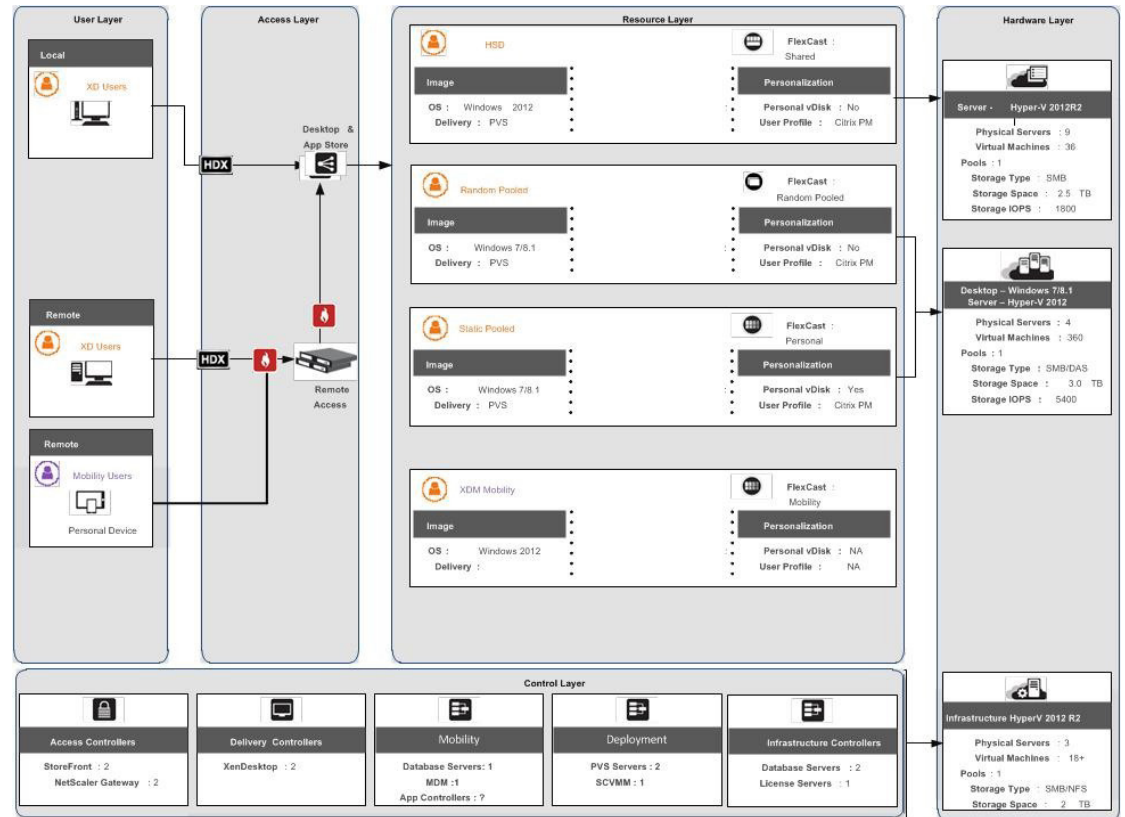 User Layer
Local
XD Users
Remote
XD Users
Remote
Mobility Users
Personal Device
Access Layer
HDX
Desktop &
App Store
HDX
Remote
Access
Resource Layer
HSD
FlexCast :
Shared
Image
Personalization
OS : Windows 2012
Delivery : PVS
: Personal vDisk : No
User Profile : Citrix PM
Random Pooled
FlexCast :
Random Pooled
Image
Personalization
OS : Windows 7/8.1
Delivery : PVS
: Personal vDisk : No
User Profile : Citrix PM
Static Pooled
FlexCast :
Personal
Image
Personalization
OS : Windows 7/8.1
Delivery : PVS
: Personal vDisk : Yes
User Profile : Citrix PM
XDM Mobility
FlexCast :
Mobility
Image
Personalization
OS : Windows 2012
Delivery :
: Personal vDisk : NA
User Profile : NA
Hardware Layer
Server - Hyper-V 2012R2
Physical Servers : 9
Virtual Machines : 36
Pools : 1
Storage Type : SMB
Storage Space : 2.5 TB
Storage IOPS : 1800
Desktop – Windows 7/8.1
Server – Hyper-V 2012
Physical Servers : 4
Virtual Machines : 360
Pools : 1
Storage Type : SMB/DAS
Storage Space : 3.0 TB
Storage IOPS : 5400
Infrastructure HyperV 2012 R2
Physical Servers : 3
Virtual Machines : 18+
Pools : 1
Storage Type : SMB/NFS
Storage Space : 2 TB
Control Layer
Access Controllers
StoreFront : 2
NetScaler Gateway : 2
Delivery Controllers
XenDesktop : 2
Mobility
Database Servers: 1
MDM :1
App Controllers : ?
Deployment
PVS Servers : 2
SCVMM : 1
Infrastructure Controllers
Database Servers : 2
License Servers : 1